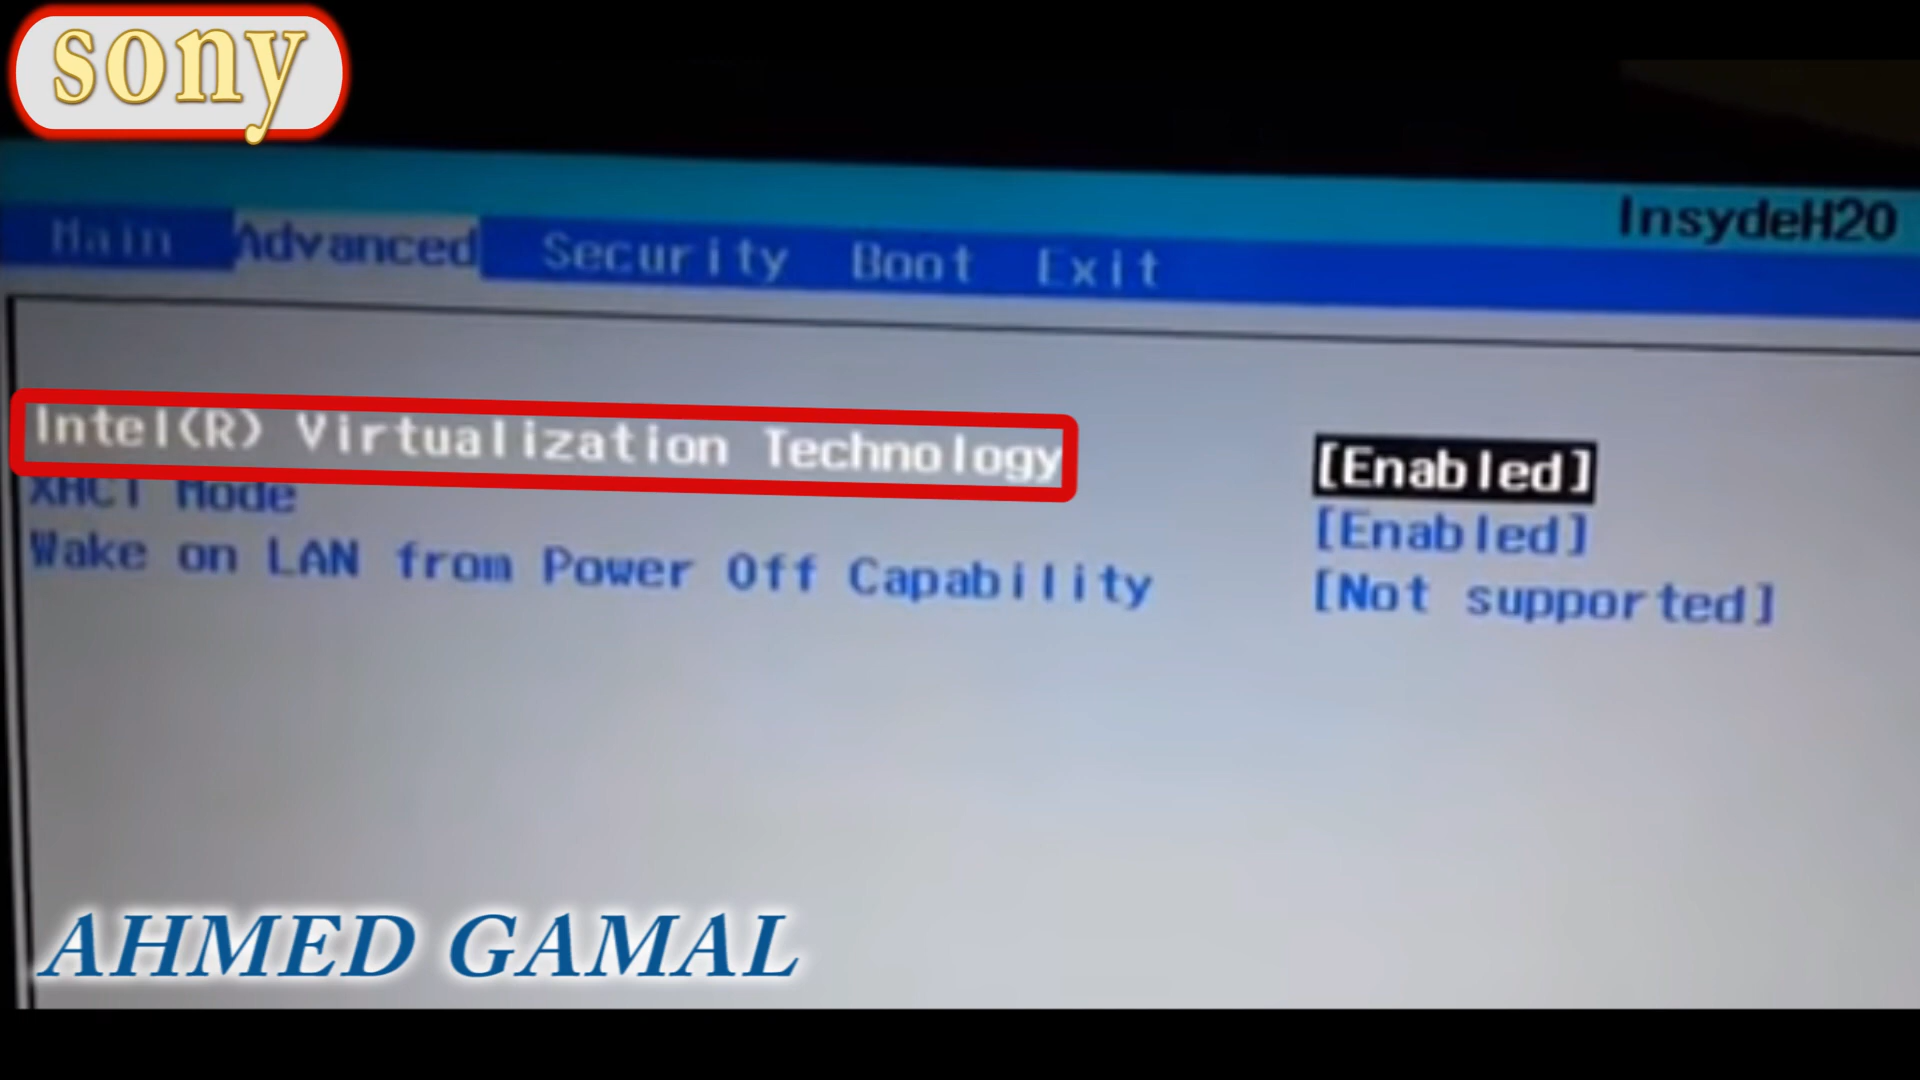 sony
InsydeH20
Main Advanced Security Boot Exit
Intel(R) Virtualization Technology [Enabled]
XHCI Mode [Enabled]
Wake on LAN from Power Off Capability [Not supported]
AHMED GAMAL